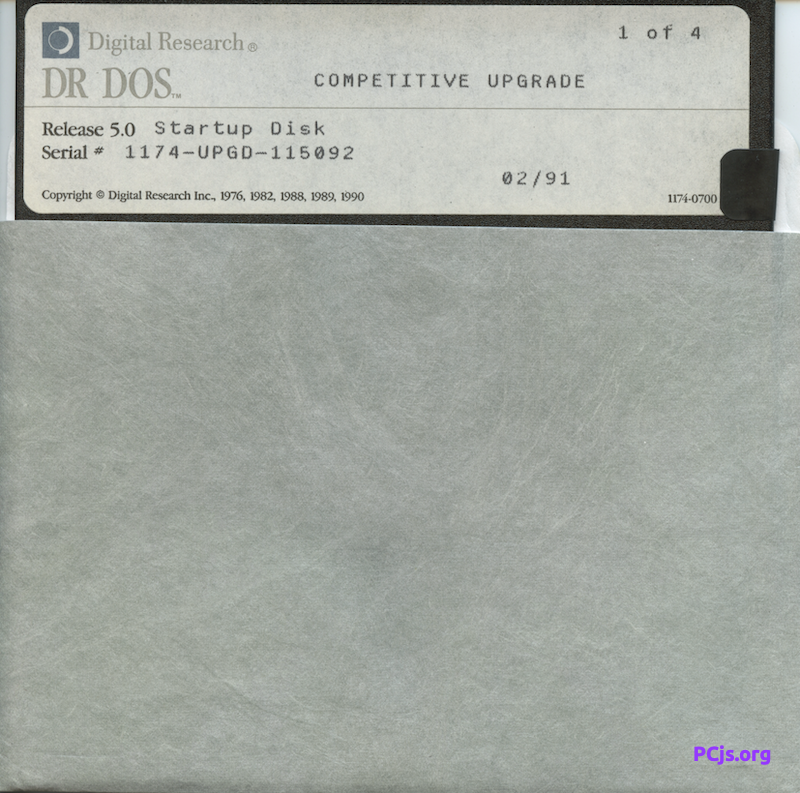 Digital Research ®
1 of 4
DR DOS™
COMPETITIVE UPGRADE
Release 5.0 Startup Disk
Serial # 1174-UPGD-115092
02/91
Copyright © Digital Research Inc., 1976, 1982, 1988, 1989, 1990
1174-0700
PCjs.org